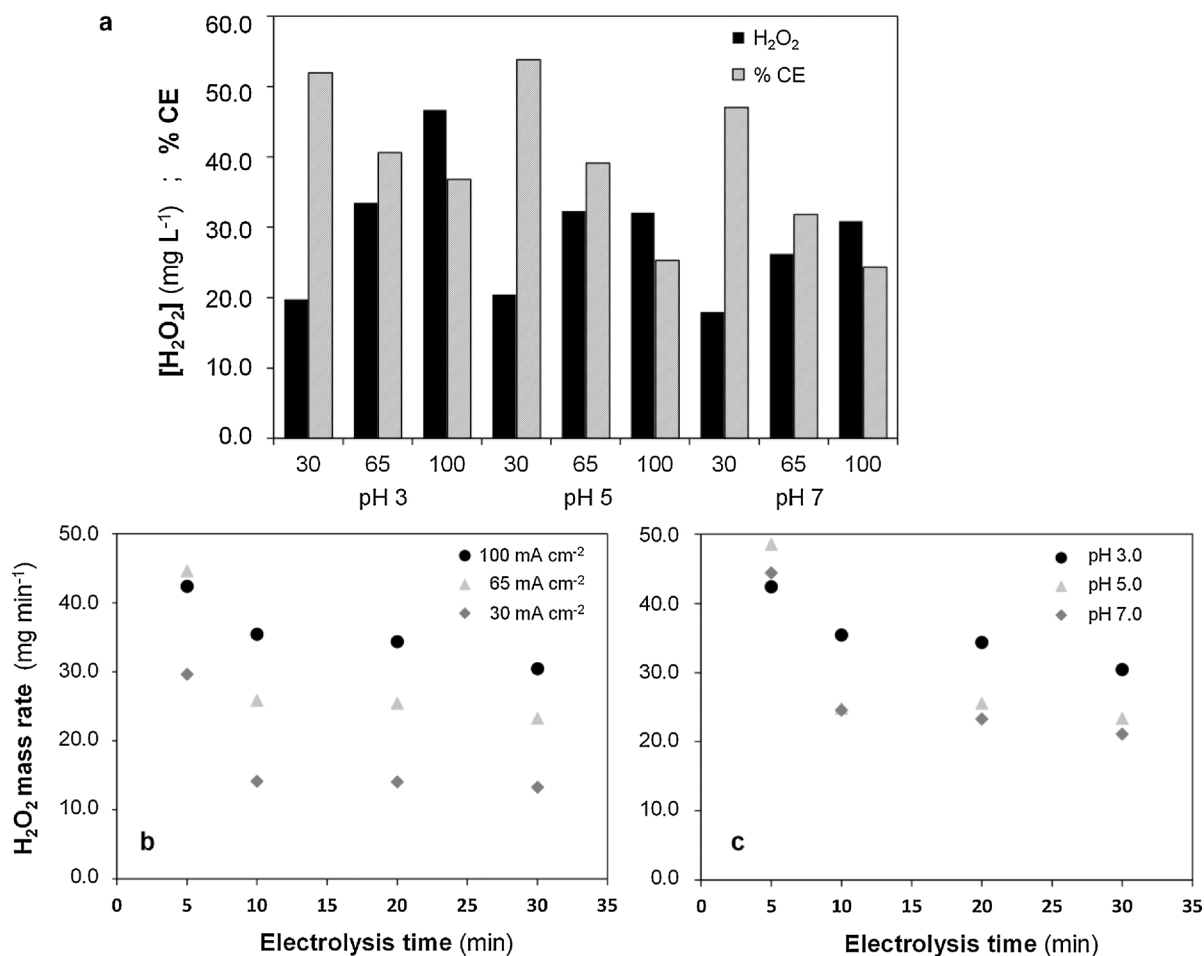 a
[H₂O₂] (mg L⁻¹) ; % CE
60.0
50.0
40.0
30.0
20.0
10.0
0.0
H₂O₂
% CE
30 65 100 30 65 100 30 65 100
pH 3 pH 5 pH 7
H₂O₂ mass rate (mg min⁻¹)
50.0
40.0
30.0
20.0
10.0
0.0
100 mA cm⁻²
65 mA cm⁻²
30 mA cm⁻²
b
0 5 10 15 20 25 30 35
Electrolysis time (min)
50.0
40.0
30.0
20.0
10.0
0.0
pH 3.0
pH 5.0
pH 7.0
c
0 5 10 15 20 25 30 35
Electrolysis time (min)